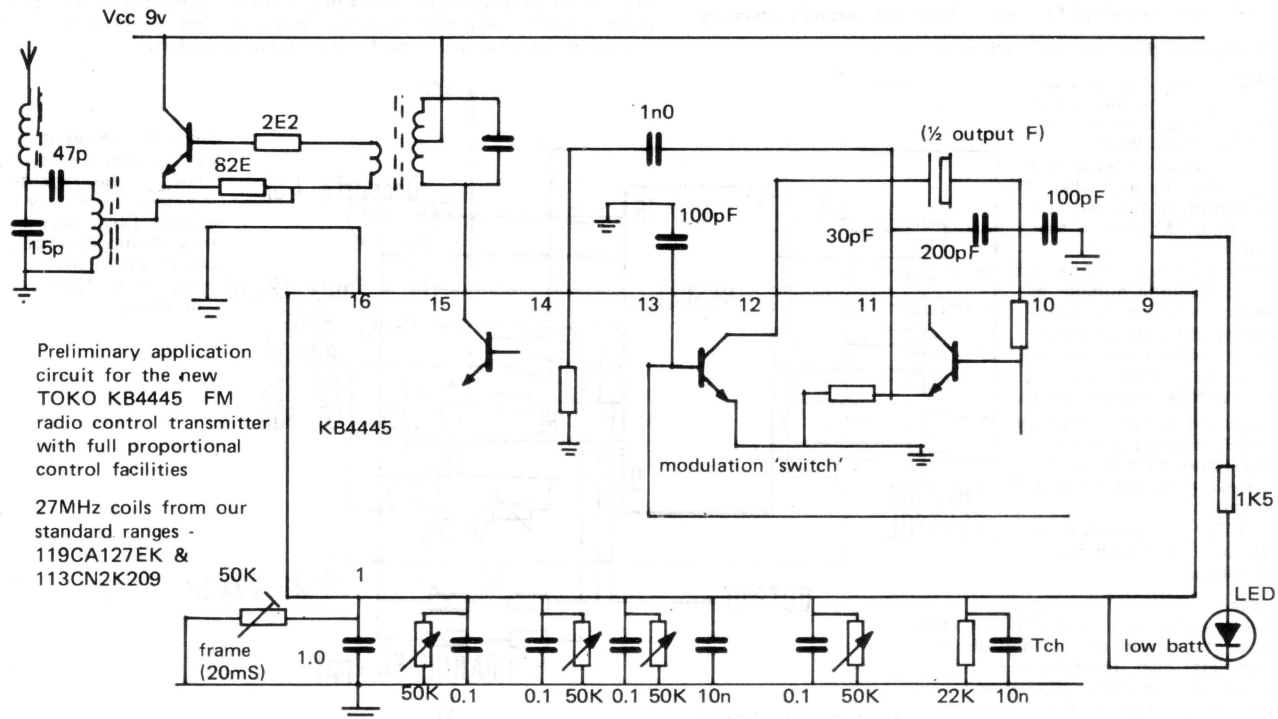 Vcc 9v
2E2
1n0
(½ output F)
47p
82E
100pF
100pF
15p
30pF
200pF
16
15
14
13
12
11
10
9
Preliminary application
circuit for the new
TOKO KB4445 FM
radio control transmitter
with full proportional
control facilities
KB4445
modulation 'switch'
27MHz coils from our
standard ranges -
119CA127EK &
113CN2K209
1K5
50K
1
LED
frame
(20mS)
1.0
Tch
low batt
50K
0.1
0.1
50K
0.1
50K
10n
0.1
50K
22K
10n